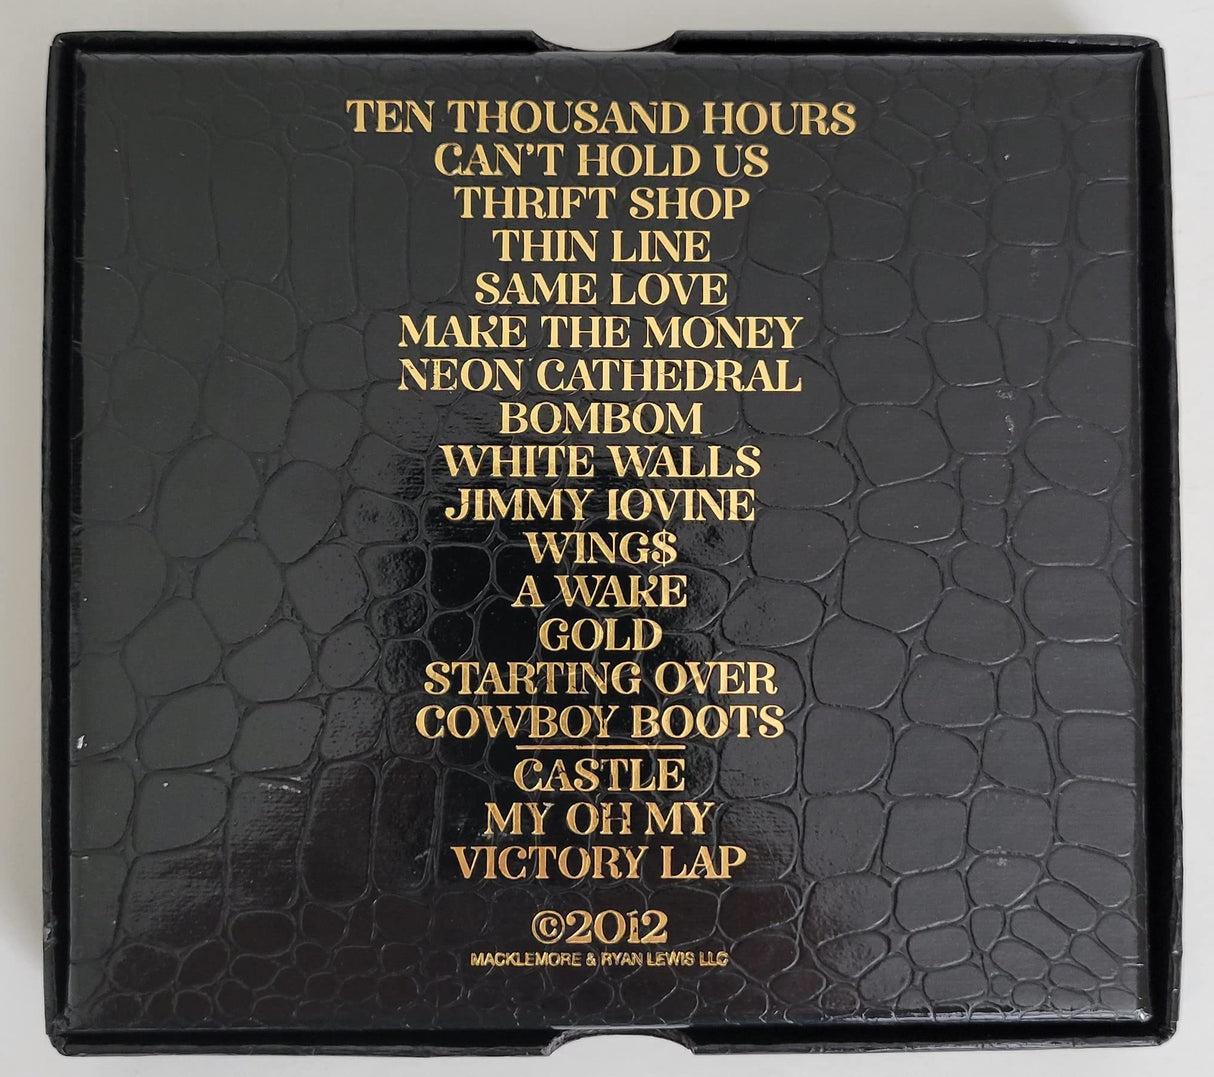 TEN THOUSAND HOURS
CAN'T HOLD US
THRIFT SHOP
THIN LINE
SAME LOVE
MAKE THE MONEY
NEON CATHEDRAL
BOMBOM
WHITE WALLS
JIMMY IOVINE
WING$
A WAKE
GOLD
STARTING OVER
COWBOY BOOTS
CASTLE
MY OH MY
VICTORY LAP
©2012
MACKLEMORE & RYAN LEWIS LLC